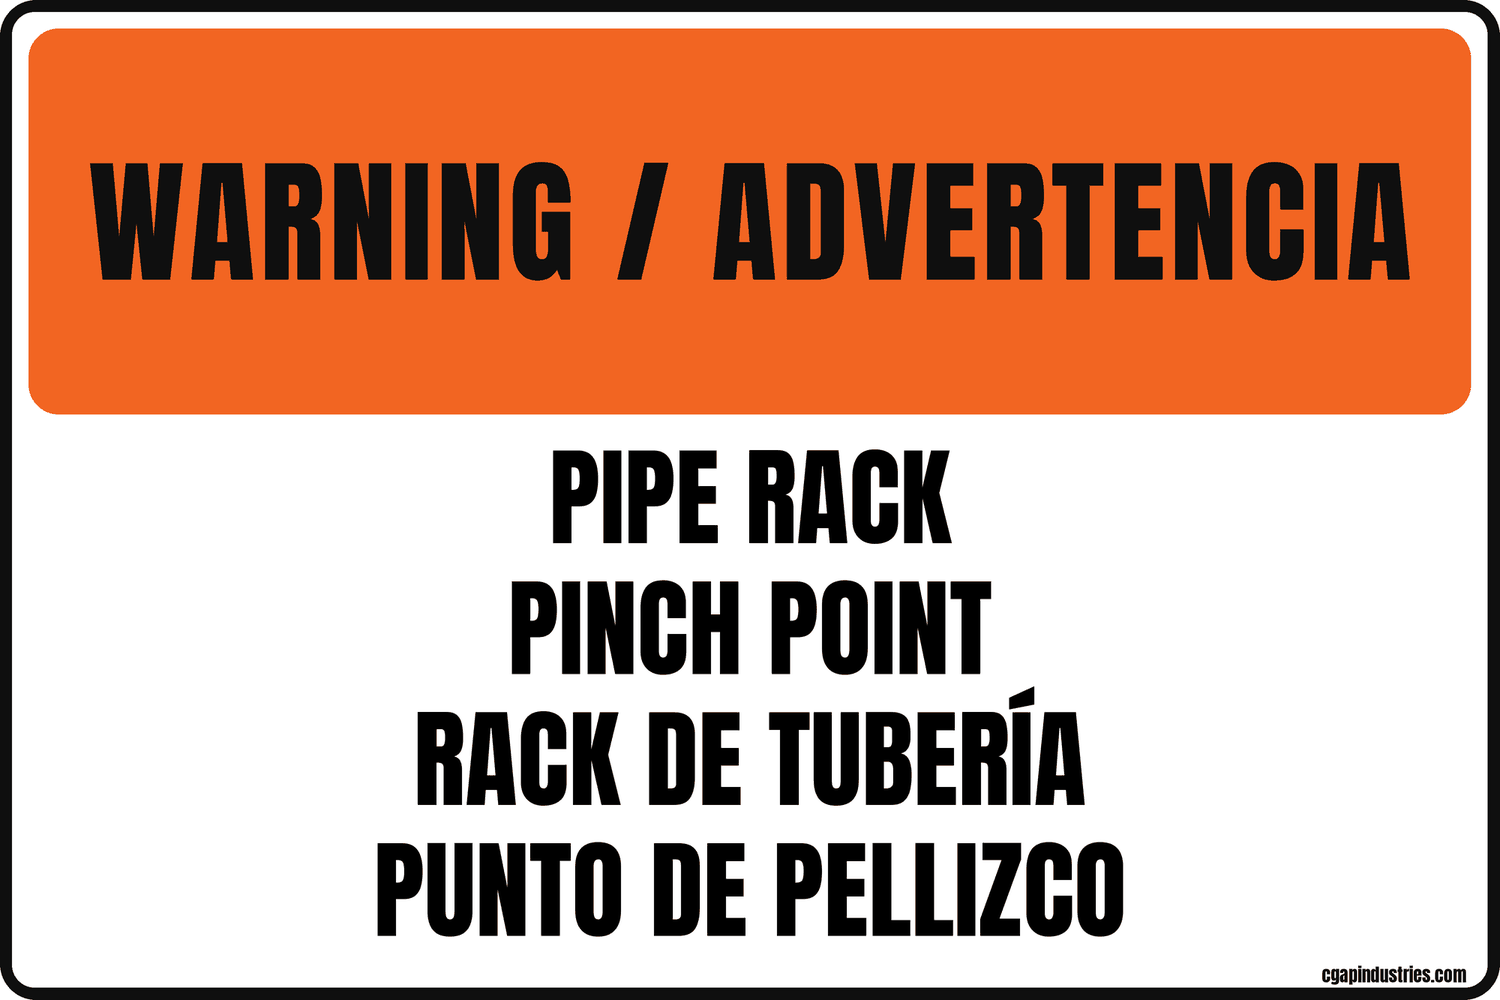 WARNING / ADVERTENCIA
PIPE RACK
PINCH POINT
RACK DE TUBERÍA
PUNTO DE PELLIZCO
cgapindustries.com